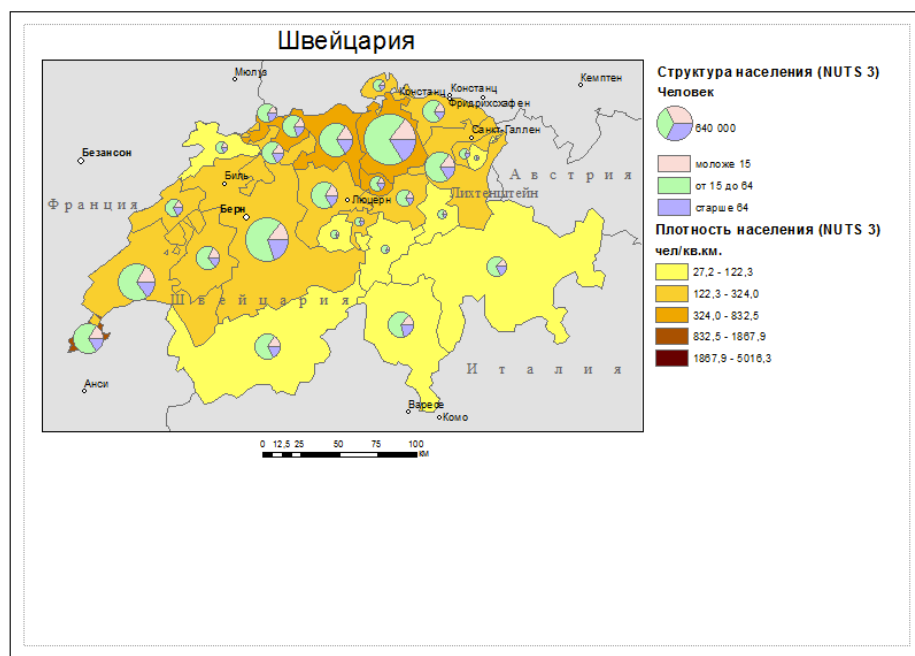 Швейцария
Мюлуз
Кемптен
Констанц
Констанц
Фридрихсхафен
Санкт-Галлен
Безансон
Австрия
Биль
Лихтенштейн
Франция
Люцерн
Берн
Швейцария
Италия
Анси
Варесе
Комо
0 12,5 25 50 75 100
км
Структура населения (NUTS 3)
Человек
640 000
моложе 15
от 15 до 64
старше 64
Плотность населения (NUTS 3)
чел/кв.км.
27,2 - 122,3
122,3 - 324,0
324,0 - 832,5
832,5 - 1867,9
1867,9 - 5016,3